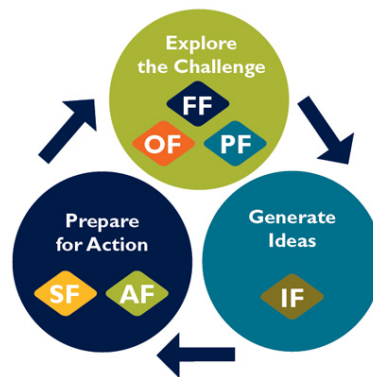 Explore
the Challenge
FF
OF PF
Prepare
for Action
SF AF
Generate
Ideas
IF